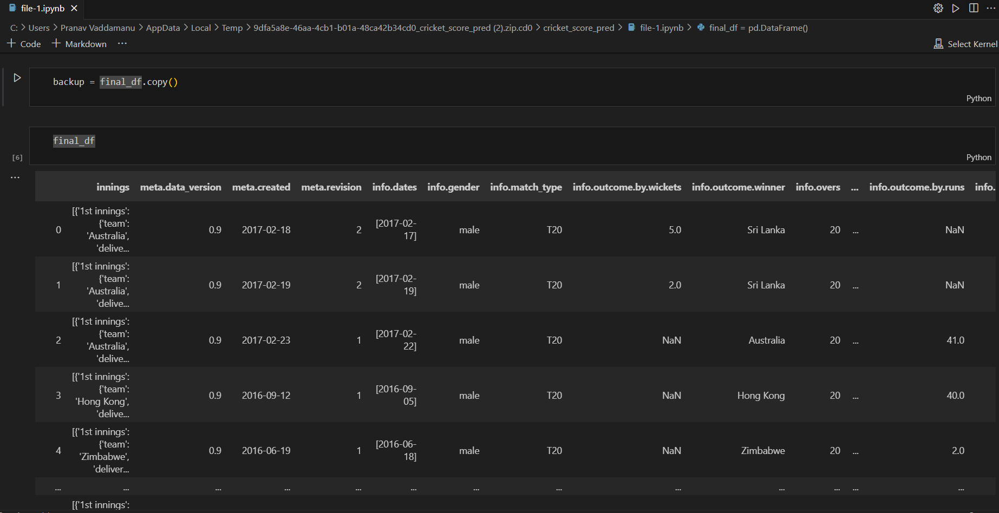 file-1.ipynb
C: > Users > Pranav Vaddamanu > AppData > Local > Temp > 9dfa5a8e-46aa-4cb1-b01a-48ca42b34cd0_cricket_score_pred (2).zip.cd0 > cricket_score_pred > file-1.ipynb > final_df = pd.DataFrame()
+ Code + Markdown ... Select Kernel
backup = final_df.copy()
Python
final_df
[6]
Python
...
innings meta.data_version meta.created meta.revision info.dates info.gender info.match_type info.outcome.by.wickets info.outcome.winner info.overs ... info.outcome.by.runs info.
[{'1st innings':
{'team':
0 0.9 2017-02-18 2 [2017-02- male T20 5.0 Sri Lanka 20 ... NaN
'Australia', 17]
'delive...
[{'1st innings':
{'team':
1 0.9 2017-02-19 2 [2017-02- male T20 2.0 Sri Lanka 20 ... NaN
'Australia', 19]
'delive...
[{'1st innings':
{'team':
2 0.9 2017-02-23 1 [2017-02- male T20 NaN Australia 20 ... 41.0
'Australia', 22]
'delive...
[{'1st innings':
{'team':
3 0.9 2016-09-12 1 [2016-09- male T20 NaN Hong Kong 20 ... 40.0
'Hong Kong', 05]
'delive...
[{'1st innings':
{'team':
4 0.9 2016-06-19 1 [2016-06- male T20 NaN Zimbabwe 20 ... 2.0
'Zimbabwe', 18]
'deliver...
... ... ... ... ... ... ... ... ... ... ... ... ...
[{'1st innings':